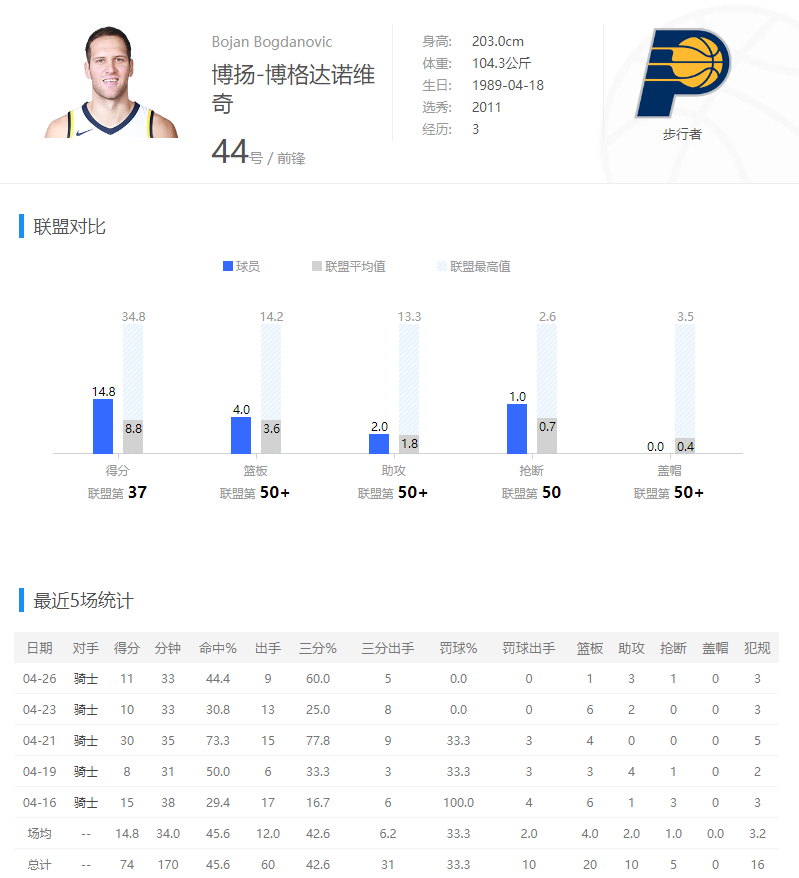 Bojan Bogdanovic
博扬-博格达诺维
奇
44号 / 前锋
身高: 203.0cm
体重: 104.3公斤
生日: 1989-04-18
选秀: 2011
经历: 3
步行者
联盟对比
球员 联盟平均值 联盟最高值
34.8 14.2 13.3 2.6 3.5
14.8 8.8 4.0 3.6 2.0 1.8 1.0 0.7 0.0 0.4
得分 篮板 助攻 抢断 盖帽
联盟第 37 联盟第 50+ 联盟第 50+ 联盟第 50 联盟第 50+
最近5场统计
日期 对手 得分 分钟 命中% 出手 三分% 三分出手 罚球% 罚球出手 篮板 助攻 抢断 盖帽 犯规
04-26 骑士 11 33 44.4 9 60.0 5 0.0 0 1 3 1 0 3
04-23 骑士 10 33 30.8 13 25.0 8 0.0 0 6 2 0 0 3
04-21 骑士 30 35 73.3 15 77.8 9 33.3 3 4 0 0 0 5
04-19 骑士 8 31 50.0 6 33.3 3 33.3 3 3 4 1 0 2
04-16 骑士 15 38 29.4 17 16.7 6 100.0 4 6 1 3 0 3
场均 -- 14.8 34.0 45.6 12.0 42.6 6.2 33.3 2.0 4.0 2.0 1.0 0.0 3.2
总计 -- 74 170 45.6 60 42.6 31 33.3 10 20 10 5 0 16